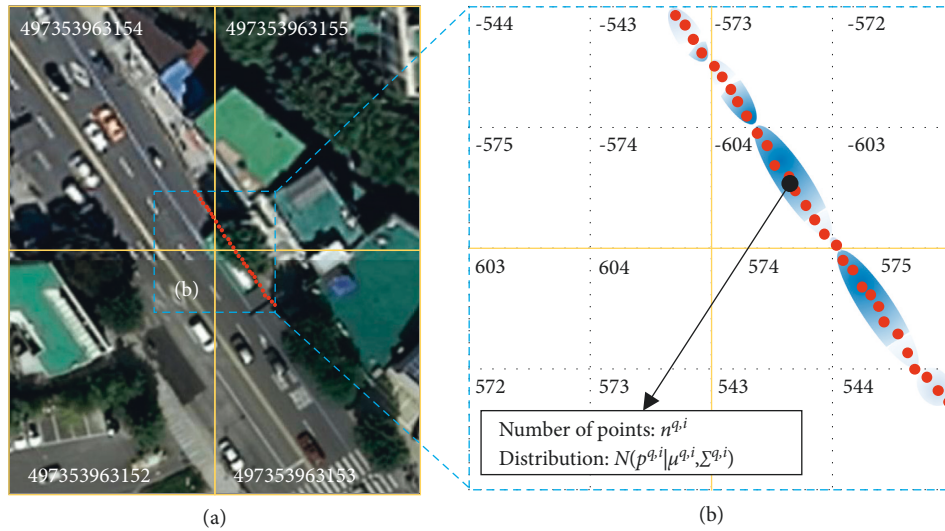 497353963154 497353963155
(b)
497353963152 497353963153
(a)
-544 -543 -573 -572
-575 -574 -604 -603
603 604 574 575
572 573 543 544
Number of points: n^{q,i}
Distribution: N(p^{q,i}|μ^{q,i},Σ^{q,i})
(b)